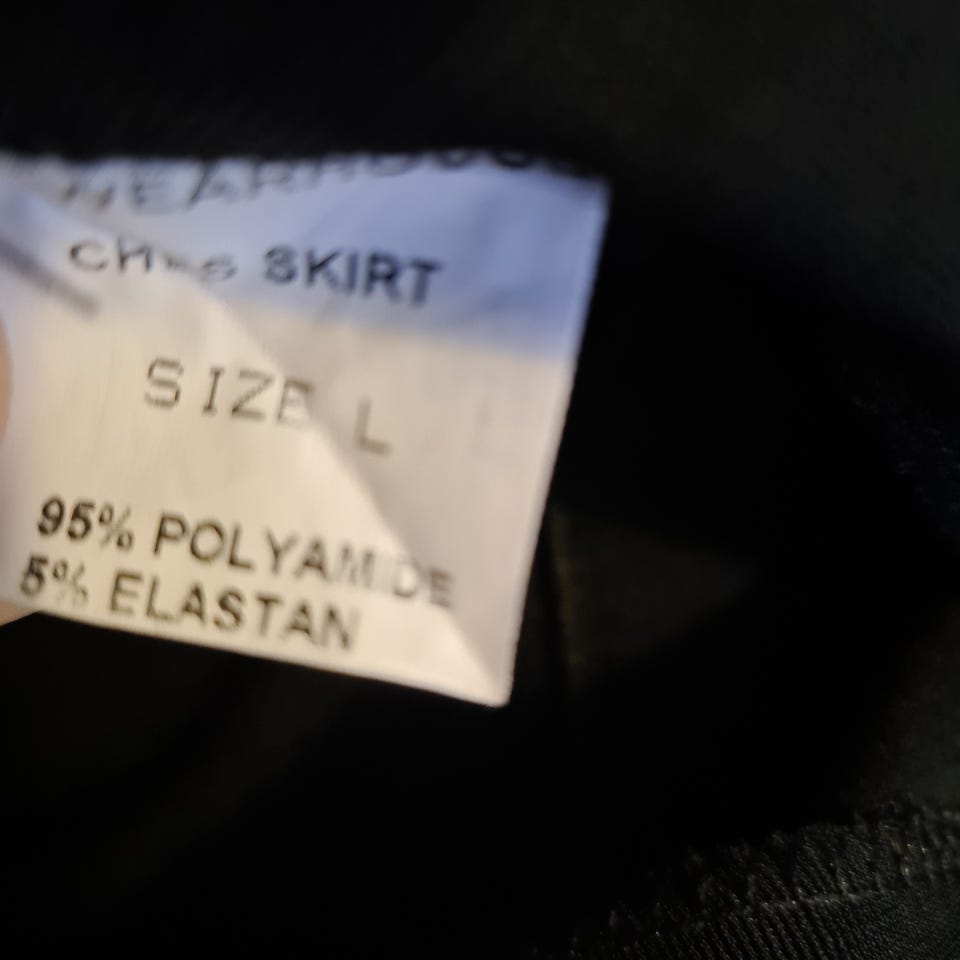 SKIRT
SIZE L
95% POLYAMIDE
5% ELASTAN